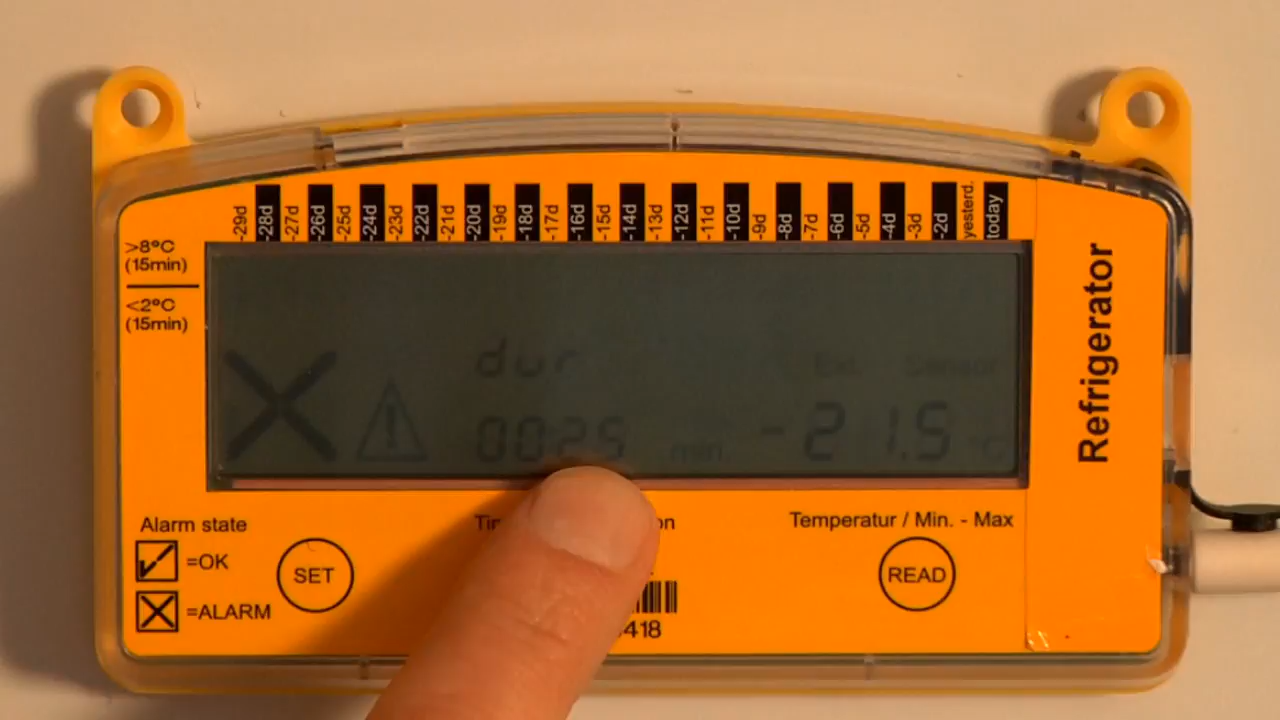 -29d -28d -27d -26d -25d -24d -23d -22d -21d -20d -19d -18d -17d -16d -15d -14d -13d -12d -11d -10d -9d -8d -7d -6d -5d -4d -3d -2d yesterd. today
>8°C
(15min)
<2°C
(15min)
dur Ext. Sensor
0025 min. -21.5 °C
Refrigerator
Alarm state
=OK
=ALARM
SET
Temperatur / Min. - Max
READ
418